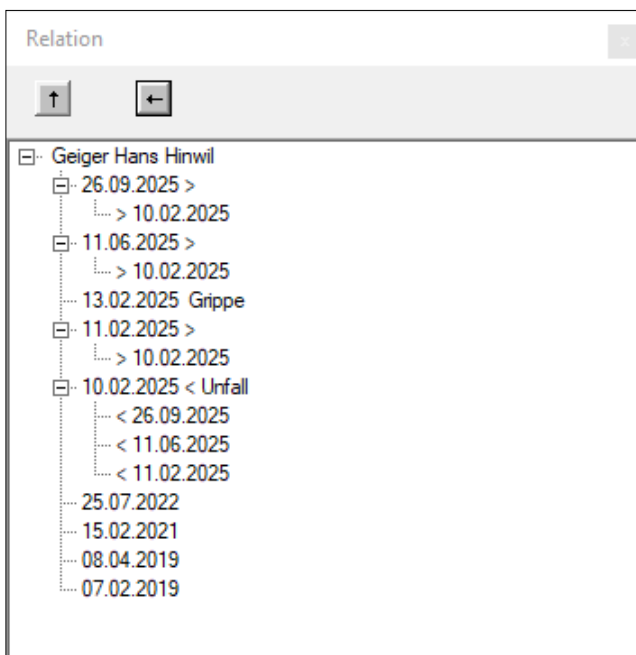 Relation
x
↑ ←
Geiger Hans Hinwil
26.09.2025 >
> 10.02.2025
11.06.2025 >
> 10.02.2025
13.02.2025 Grippe
11.02.2025 >
> 10.02.2025
10.02.2025 < Unfall
< 26.09.2025
< 11.06.2025
< 11.02.2025
25.07.2022
15.02.2021
08.04.2019
07.02.2019